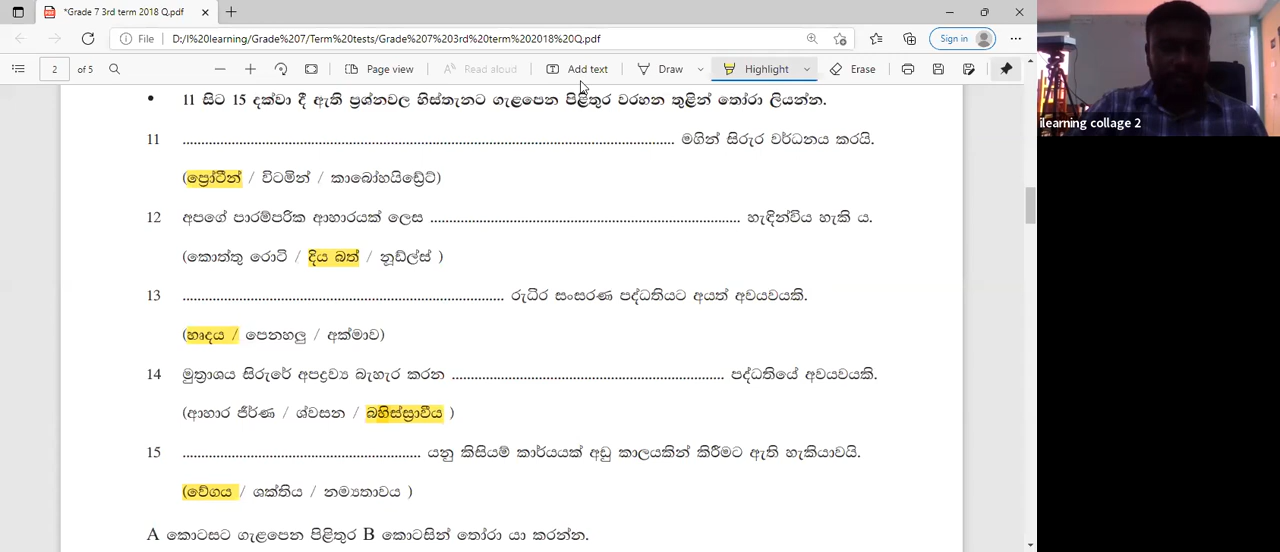 *Grade 7 3rd term 2018 Q.pdf
File D:/I%20learning/Grade%207/Term%20tests/Grade%207%203rd%20term%202018%20Q.pdf Sign in
2 of 5 Page view Read aloud Add text Draw Highlight Erase
• 11 සිට 15 දක්වා දී ඇති ප්‍රශ්නවල හිස්තැනට ගැළපෙන පිළිතුර වරහන තුළින් තෝරා ලියන්න.
11 .................................................. මගින් සිරුර වර්ධනය කරයි.
(ප්‍රෝටීන් / විටමින් / කාබෝහයිඩ්‍රේට්)
12 අපගේ පාරම්පරික ආහාරයක් ලෙස .................................................. හැඳින්විය හැකි ය.
(කොත්තු රොටි / දිය බත් / නූඩ්ල්ස් )
13 .................................................. රුධිර සංසරණ පද්ධතියට අයත් අවයවයකි.
(හෘදය / පෙනහලු / අක්මාව)
14 මුත්‍රාශය සිරුරේ අපද්‍රව්‍ය බැහැර කරන .................................................. පද්ධතියේ අවයවයකි.
(ආහාර ජීර්ණ / ශ්වසන / බහිස්ස්‍රාවීය )
15 .................................................. යනු කිසියම් කාර්යයක් අඩු කාලයකින් කිරීමට ඇති හැකියාවයි.
(වේගය / ශක්තිය / නම්‍යතාවය )
A කොටසට ගැළපෙන පිළිතුර B කොටසින් තෝරා යා කරන්න.
ilearning collage 2